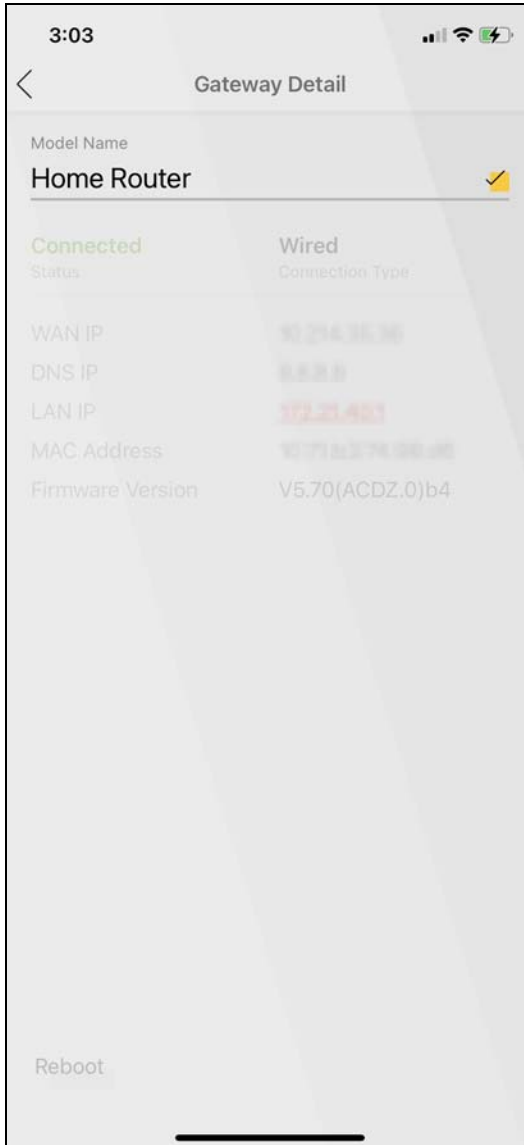 3:03
Gateway Detail
Model Name
Home Router
Connected Wired
Status Connection Type
WAN IP
DNS IP
LAN IP
MAC Address
Firmware Version V5.70(ACDZ.0)b4
Reboot